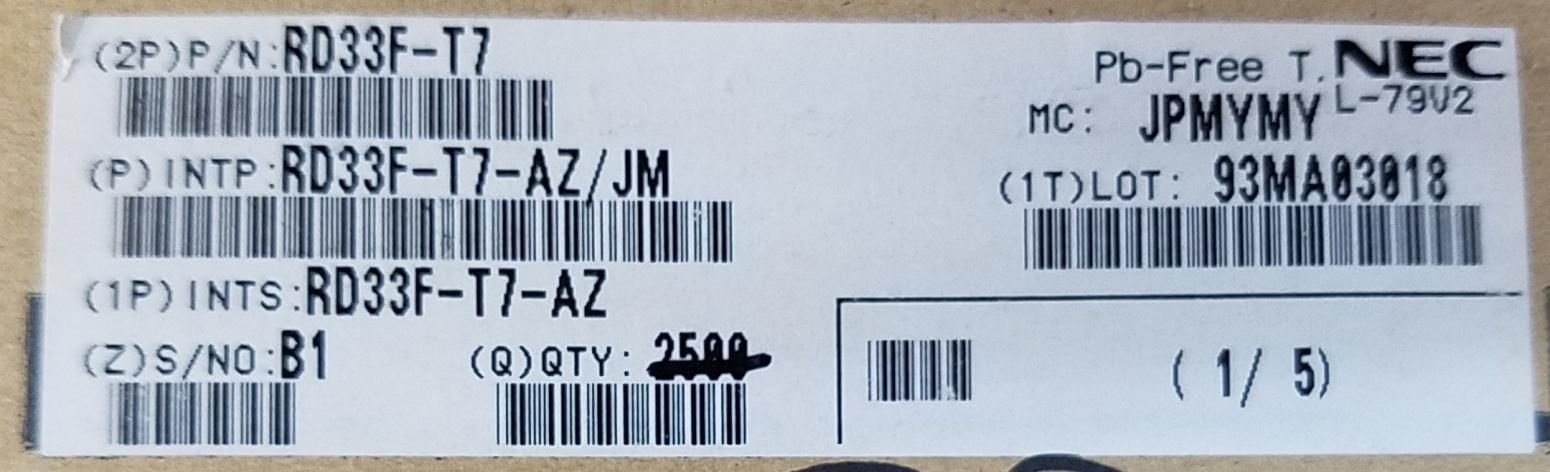 (2P)P/N:RD33F-T7
Pb-Free T. NEC
MC: JPMYMY L-79V2
(P)INTP:RD33F-T7-AZ/JM
(1T)LOT: 93MA03018
(1P)INTS:RD33F-T7-AZ
(Z)S/NO:B1 (Q)QTY: 2500
( 1/ 5)